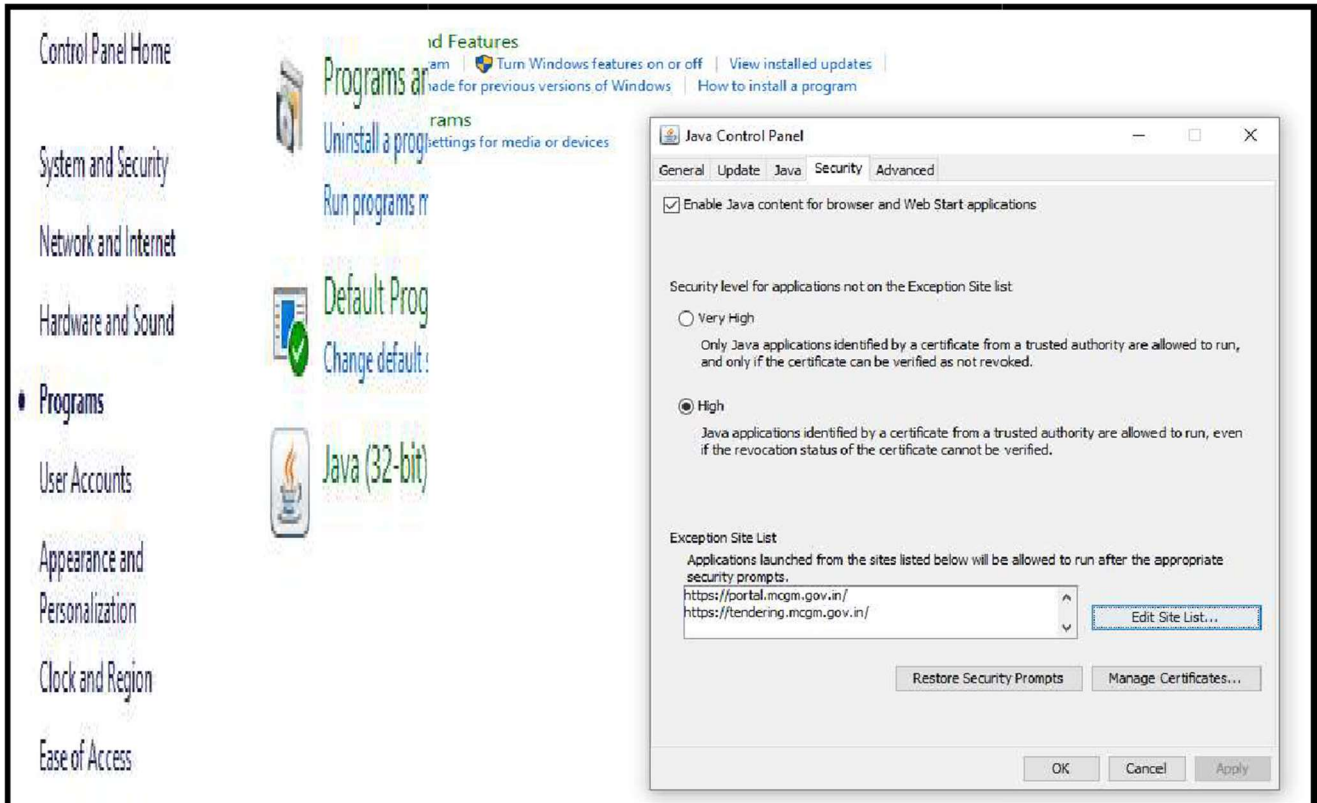 Control Panel Home
System and Security
Network and Internet
Hardware and Sound
Programs
User Accounts
Appearance and
Personalization
Clock and Region
Ease of Access
Programs an
Uninstall a prog
Run programs m
Default Prog
Change default s
Java (32-bit)
nd Features
am | Turn Windows features on or off | View installed updates |
nade for previous versions of Windows | How to install a program
rams
settings for media or devices
Java Control Panel
General Update Java Security Advanced
Enable Java content for browser and Web Start applications
Security level for applications not on the Exception Site list
Very High
Only Java applications identified by a certificate from a trusted authority are allowed to run,
and only if the certificate can be verified as not revoked.
High
Java applications identified by a certificate from a trusted authority are allowed to run, even
if the revocation status of the certificate cannot be verified.
Exception Site List
Applications launched from the sites listed below will be allowed to run after the appropriate
security prompts.
https://portal.mcgm.gov.in/
https://tendering.mcgm.gov.in/
Edit Site List...
Restore Security Prompts
Manage Certificates...
OK
Cancel
Apply